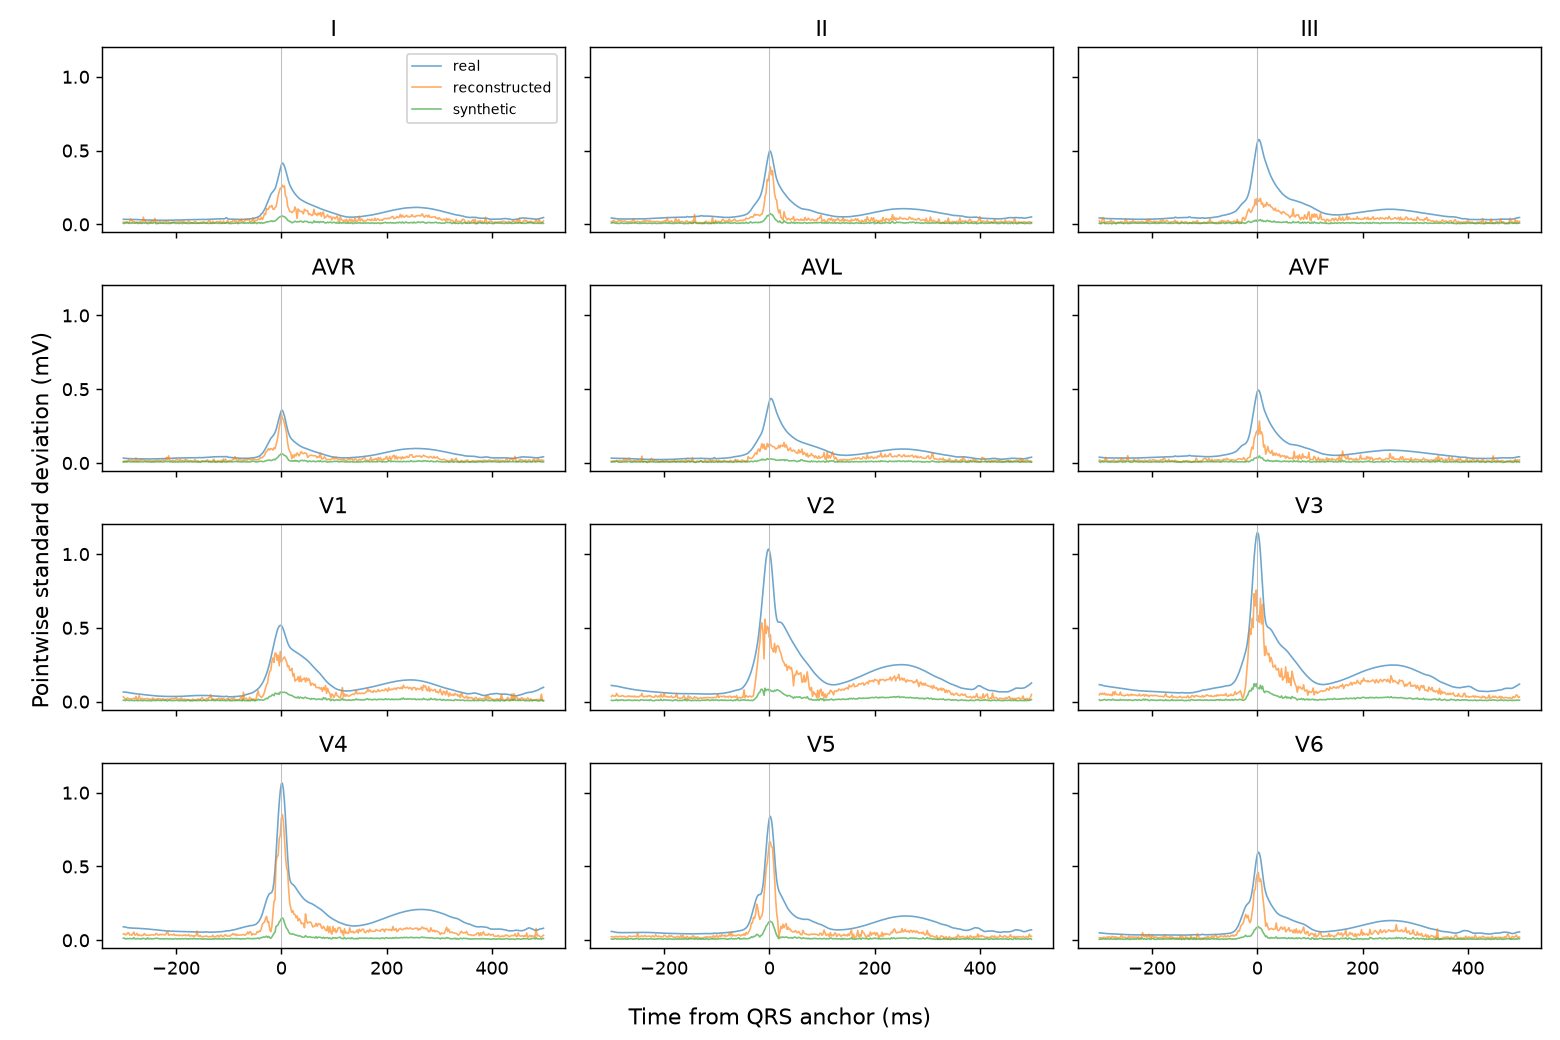 I
II
III
1.0
0.5
0.0
real
reconstructed
synthetic
AVR
AVL
AVF
1.0
0.5
0.0
V1
V2
V3
1.0
0.5
0.0
V4
V5
V6
1.0
0.5
0.0
−200 0 200 400
−200 0 200 400
−200 0 200 400
Pointwise standard deviation (mV)
Time from QRS anchor (ms)